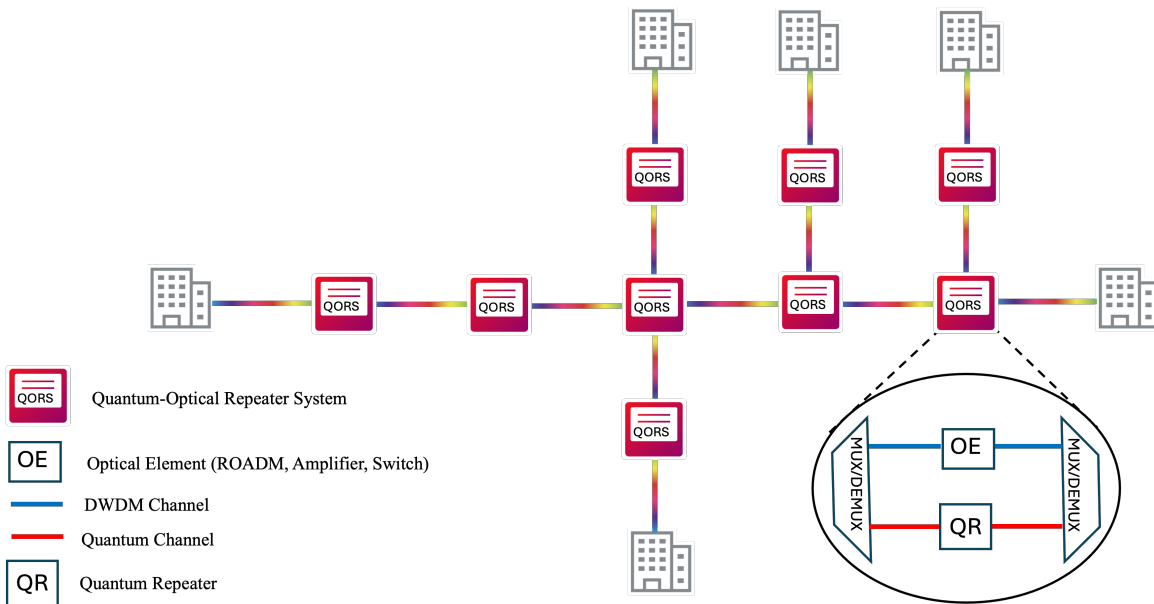 QORS
QORS
QORS
QORS
QORS
QORS
QORS
QORS
QORS
QORS Quantum-Optical Repeater System
OE Optical Element (ROADM, Amplifier, Switch)
DWDM Channel
Quantum Channel
QR Quantum Repeater
MUX/DEMUX
OE
QR
MUX/DEMUX